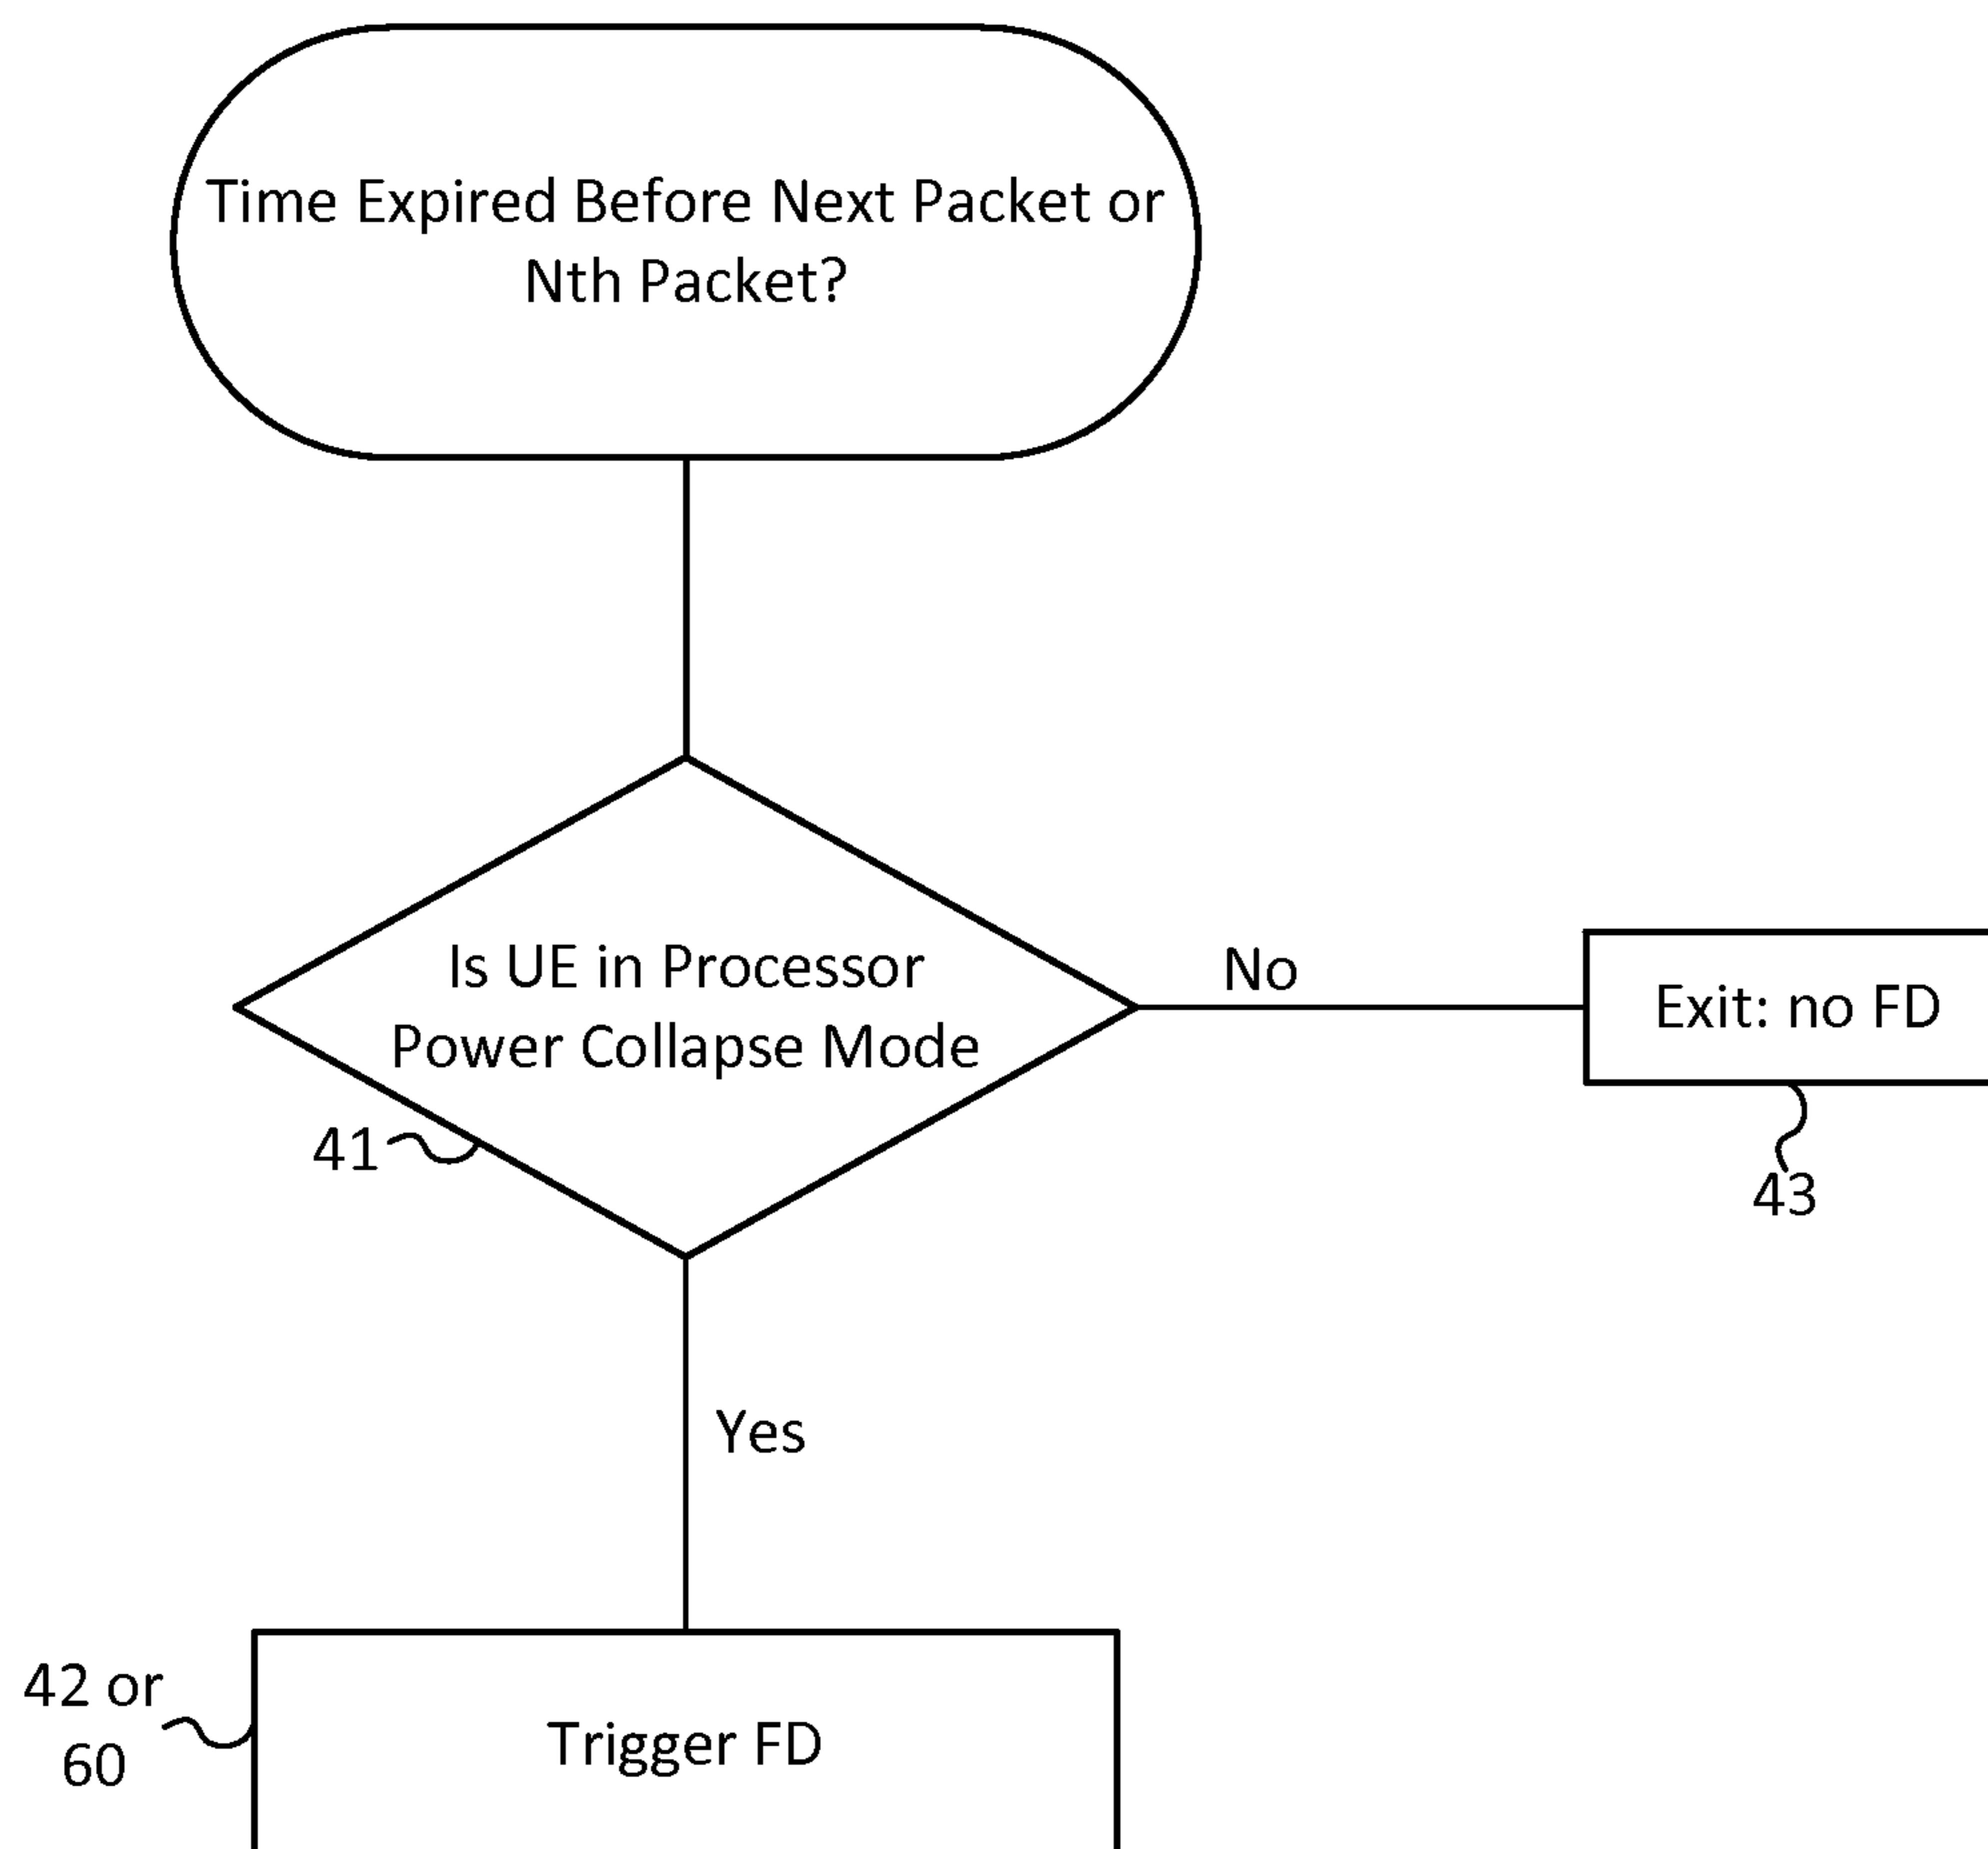 Time Expired Before Next Packet or
Nth Packet?
Is UE in Processor
Power Collapse Mode
No
Exit: no FD
41
43
Yes
42 or
60
Trigger FD